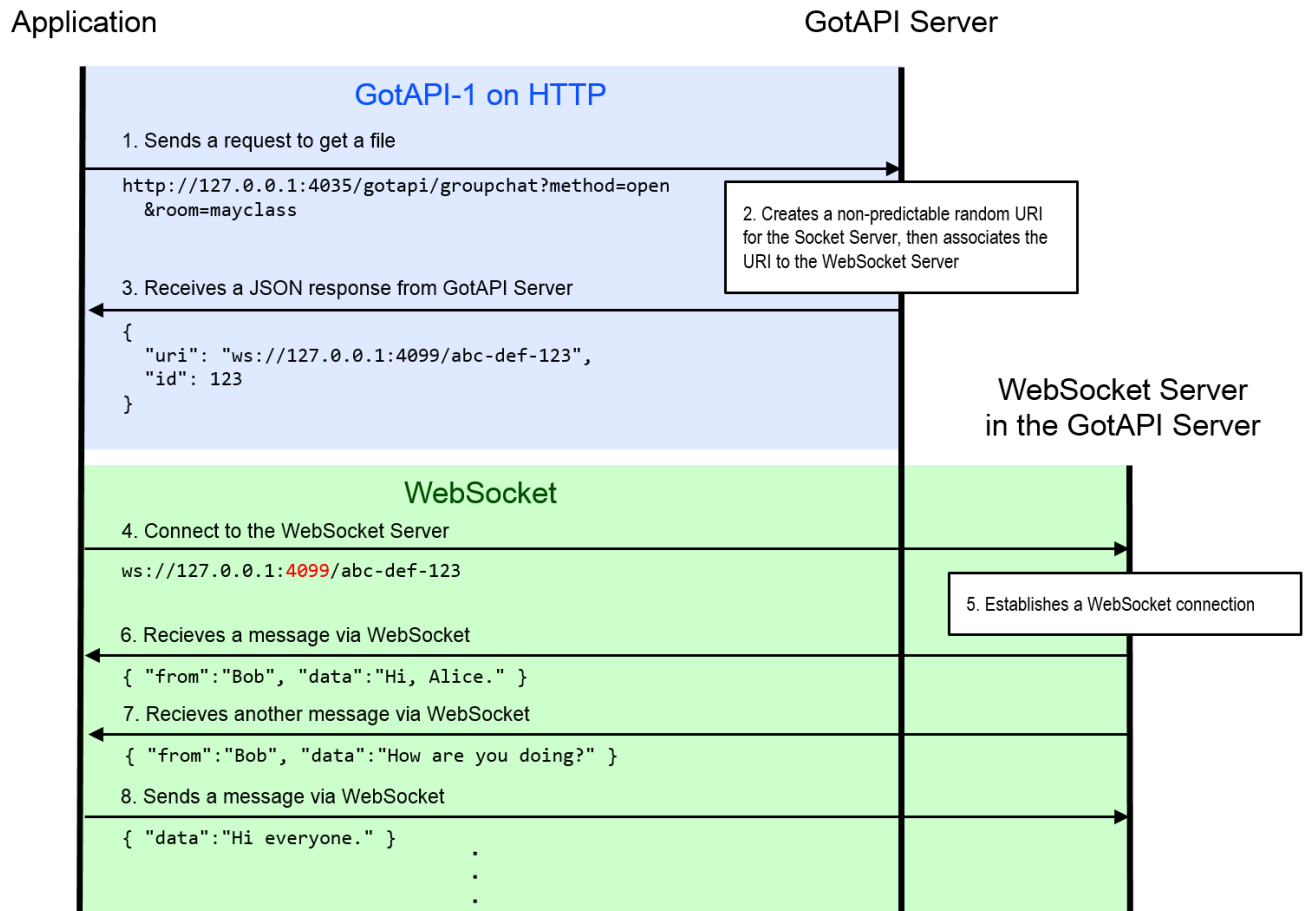 Application
GotAPI Server
GotAPI-1 on HTTP
1. Sends a request to get a file
http://127.0.0.1:4035/gotapi/groupchat?method=open
&room=mayclass
2. Creates a non-predictable random URI
for the Socket Server, then associates the
URI to the WebSocket Server
3. Receives a JSON response from GotAPI Server
{
"uri": "ws://127.0.0.1:4099/abc-def-123",
"id": 123
}
WebSocket Server
in the GotAPI Server
WebSocket
4. Connect to the WebSocket Server
ws://127.0.0.1:4099/abc-def-123
5. Establishes a WebSocket connection
6. Recieves a message via WebSocket
{ "from":"Bob", "data":"Hi, Alice." }
7. Recieves another message via WebSocket
{ "from":"Bob", "data":"How are you doing?" }
8. Sends a message via WebSocket
{ "data":"Hi everyone." }
.
.
.